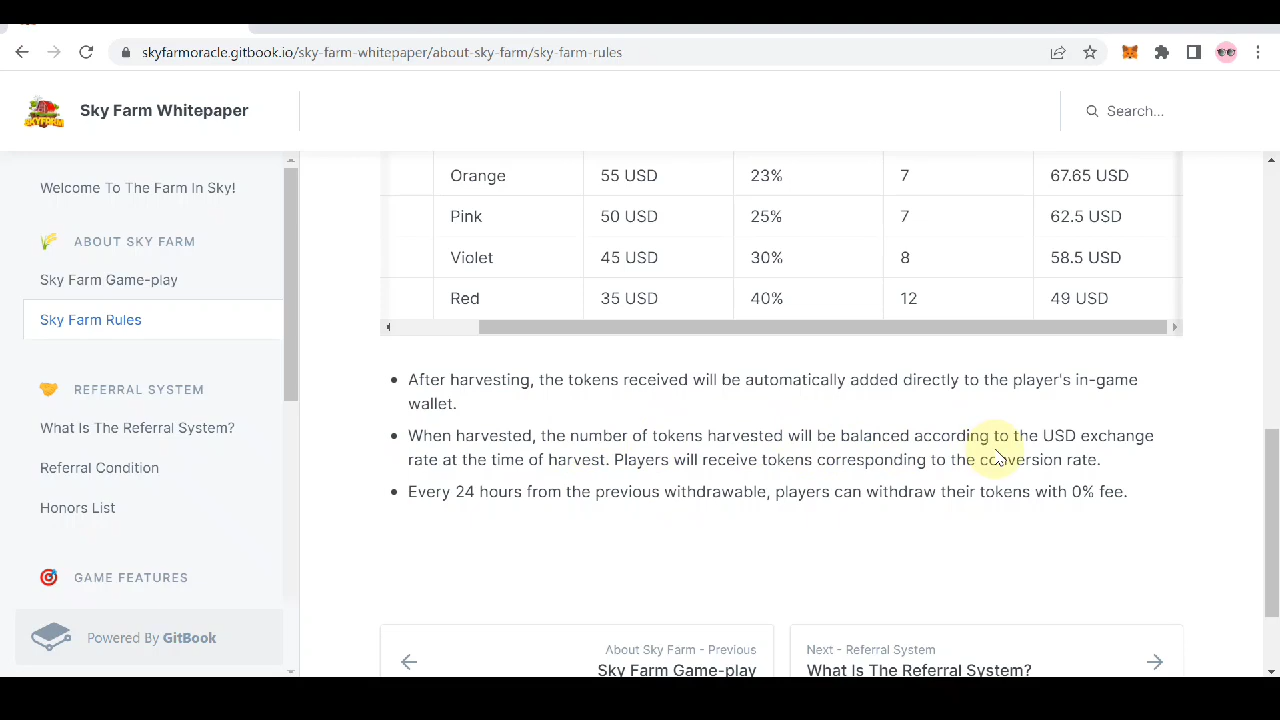 skyfarmoracle.gitbook.io/sky-farm-whitepaper/about-sky-farm/sky-farm-rules
Sky Farm Whitepaper
Search...
Welcome To The Farm In Sky!
ABOUT SKY FARM
Sky Farm Game-play
Sky Farm Rules
REFERRAL SYSTEM
What Is The Referral System?
Referral Condition
Honors List
GAME FEATURES
Powered By GitBook
Orange 55 USD 23% 7 67.65 USD
Pink 50 USD 25% 7 62.5 USD
Violet 45 USD 30% 8 58.5 USD
Red 35 USD 40% 12 49 USD
• After harvesting, the tokens received will be automatically added directly to the player's in-game
wallet.
• When harvested, the number of tokens harvested will be balanced according to the USD exchange
rate at the time of harvest. Players will receive tokens corresponding to the conversion rate.
• Every 24 hours from the previous withdrawable, players can withdraw their tokens with 0% fee.
About Sky Farm - Previous
Sky Farm Game-play
Next - Referral System
What Is The Referral System?